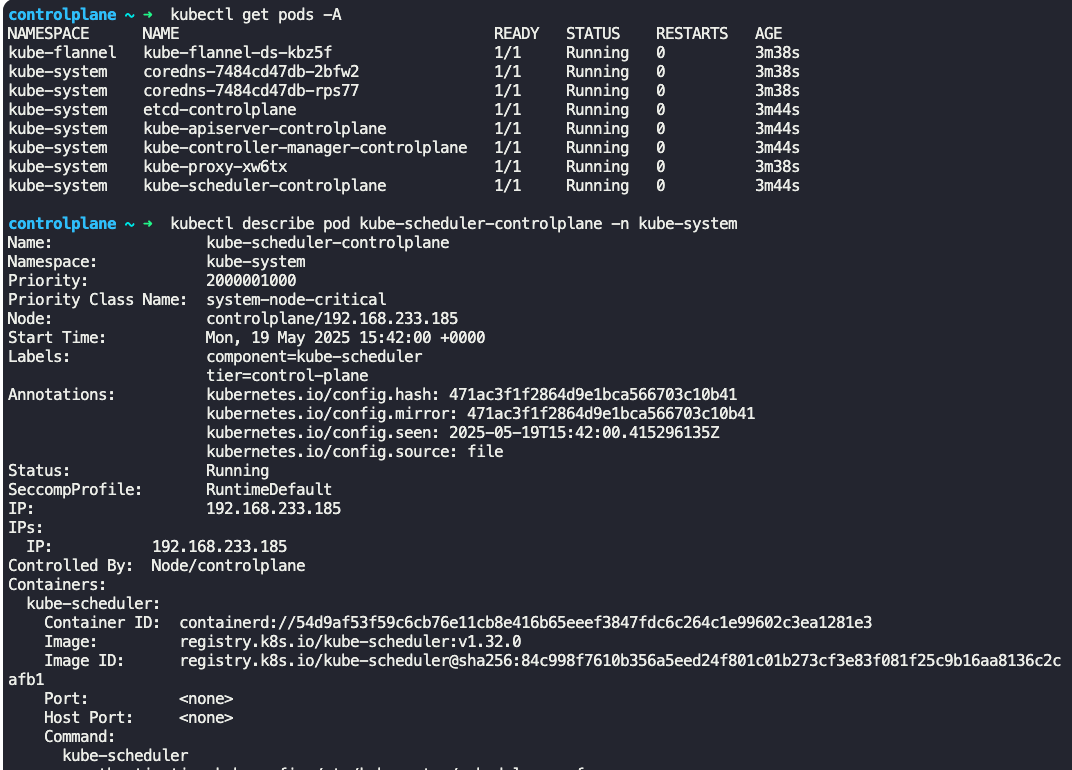 controlplane ~ ➜  kubectl get pods -A
NAMESPACE      NAME                                   READY   STATUS    RESTARTS   AGE
kube-flannel   kube-flannel-ds-kbz5f                  1/1     Running   0          3m38s
kube-system    coredns-7484cd47db-2bfw2               1/1     Running   0          3m38s
kube-system    coredns-7484cd47db-rps77               1/1     Running   0          3m38s
kube-system    etcd-controlplane                      1/1     Running   0          3m44s
kube-system    kube-apiserver-controlplane            1/1     Running   0          3m44s
kube-system    kube-controller-manager-controlplane   1/1     Running   0          3m44s
kube-system    kube-proxy-xw6tx                       1/1     Running   0          3m38s
kube-system    kube-scheduler-controlplane            1/1     Running   0          3m44s
controlplane ~ ➜  kubectl describe pod kube-scheduler-controlplane -n kube-system
Name:                 kube-scheduler-controlplane
Namespace:            kube-system
Priority:             2000001000
Priority Class Name:  system-node-critical
Node:                 controlplane/192.168.233.185
Start Time:           Mon, 19 May 2025 15:42:00 +0000
Labels:               component=kube-scheduler
                      tier=control-plane
Annotations:          kubernetes.io/config.hash: 471ac3f1f2864d9e1bca566703c10b41
                      kubernetes.io/config.mirror: 471ac3f1f2864d9e1bca566703c10b41
                      kubernetes.io/config.seen: 2025-05-19T15:42:00.415296135Z
                      kubernetes.io/config.source: file
Status:               Running
SeccompProfile:       RuntimeDefault
IP:                   192.168.233.185
IPs:
  IP:           192.168.233.185
Controlled By:  Node/controlplane
Containers:
  kube-scheduler:
    Container ID:  containerd://54d9af53f59c6cb76e11cb8e416b65eeef3847fdc6c264c1e99602c3ea1281e3
    Image:         registry.k8s.io/kube-scheduler:v1.32.0
    Image ID:      registry.k8s.io/kube-scheduler@sha256:84c998f7610b356a5eed24f801c01b273cf3e83f081f25c9b16aa8136c2c
afb1
    Port:          <none>
    Host Port:     <none>
    Command:
      kube-scheduler